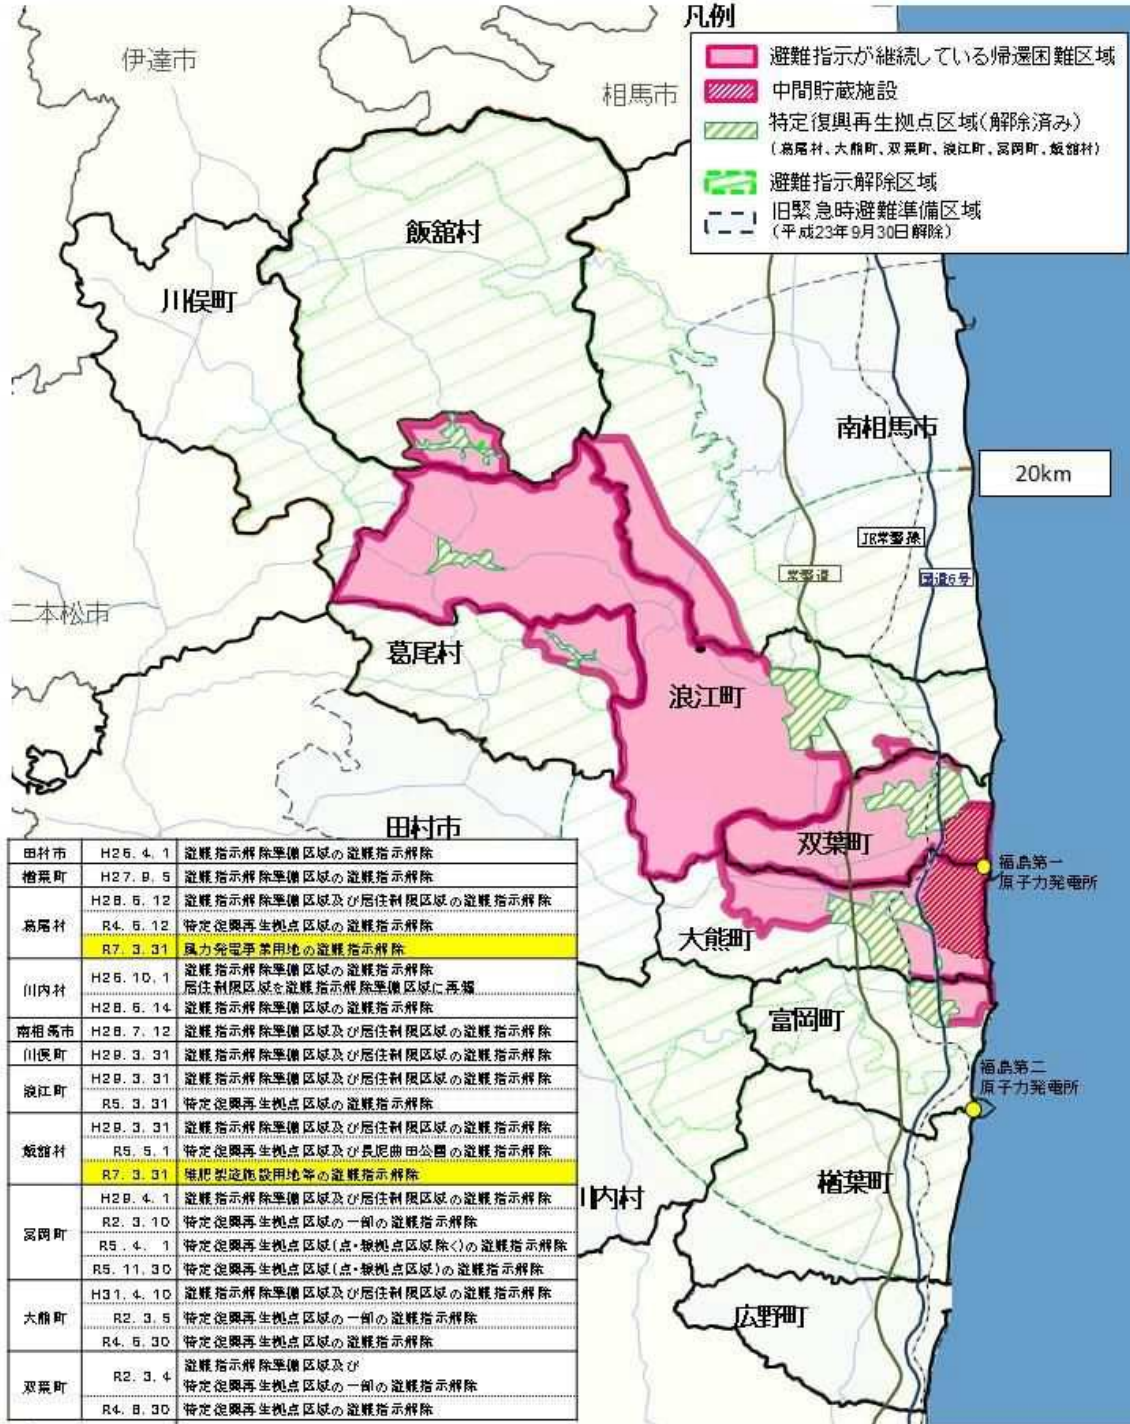 凡例
避難指示が継続している帰還困難区域
中間貯蔵施設
特定復興再生拠点区域(解除済み)
(葛尾村、大熊町、双葉町、浪江町、富岡町、飯舘村)
避難指示解除区域
旧緊急時避難準備区域
(平成23年9月30日解除)
伊達市
相馬市
飯舘村
川俣町
南相馬市
20km
JR常磐線
常磐道
国道6号
二本松市
葛尾村
浪江町
田村市
双葉町
福島第一
原子力発電所
大熊町
富岡町
福島第二
原子力発電所
楢葉町
川内村
広野町
田村市 H26.4.1 避難指示解除準備区域の避難指示解除
楢葉町 H27.9.5 避難指示解除準備区域の避難指示解除
葛尾村 H28.6.12 避難指示解除準備区域及び居住制限区域の避難指示解除
R4.6.12 特定復興再生拠点区域の避難指示解除
R7.3.31 風力発電事業用地の避難指示解除
川内村 H26.10.1 避難指示解除準備区域の避難指示解除
居住制限区域を避難指示解除準備区域に再編
H28.6.14 避難指示解除準備区域の避難指示解除
南相馬市 H28.7.12 避難指示解除準備区域及び居住制限区域の避難指示解除
川俣町 H29.3.31 避難指示解除準備区域及び居住制限区域の避難指示解除
浪江町 H29.3.31 避難指示解除準備区域及び居住制限区域の避難指示解除
R5.3.31 特定復興再生拠点区域の避難指示解除
飯舘村 H29.3.31 避難指示解除準備区域及び居住制限区域の避難指示解除
R5.5.1 特定復興再生拠点区域及び長泥曲田公園の避難指示解除
R7.3.31 堆肥製造施設用地等の避難指示解除
富岡町 H29.4.1 避難指示解除準備区域及び居住制限区域の避難指示解除
R2.3.10 特定復興再生拠点区域の一部の避難指示解除
R5.4.1 特定復興再生拠点区域(点・線拠点区域除く)の避難指示解除
R5.11.30 特定復興再生拠点区域(点・線拠点区域)の避難指示解除
大熊町 H31.4.10 避難指示解除準備区域及び居住制限区域の避難指示解除
R2.3.5 特定復興再生拠点区域の一部の避難指示解除
R4.6.30 特定復興再生拠点区域の避難指示解除
双葉町 R2.3.4 避難指示解除準備区域及び
特定復興再生拠点区域の一部の避難指示解除
R4.8.30 特定復興再生拠点区域の避難指示解除